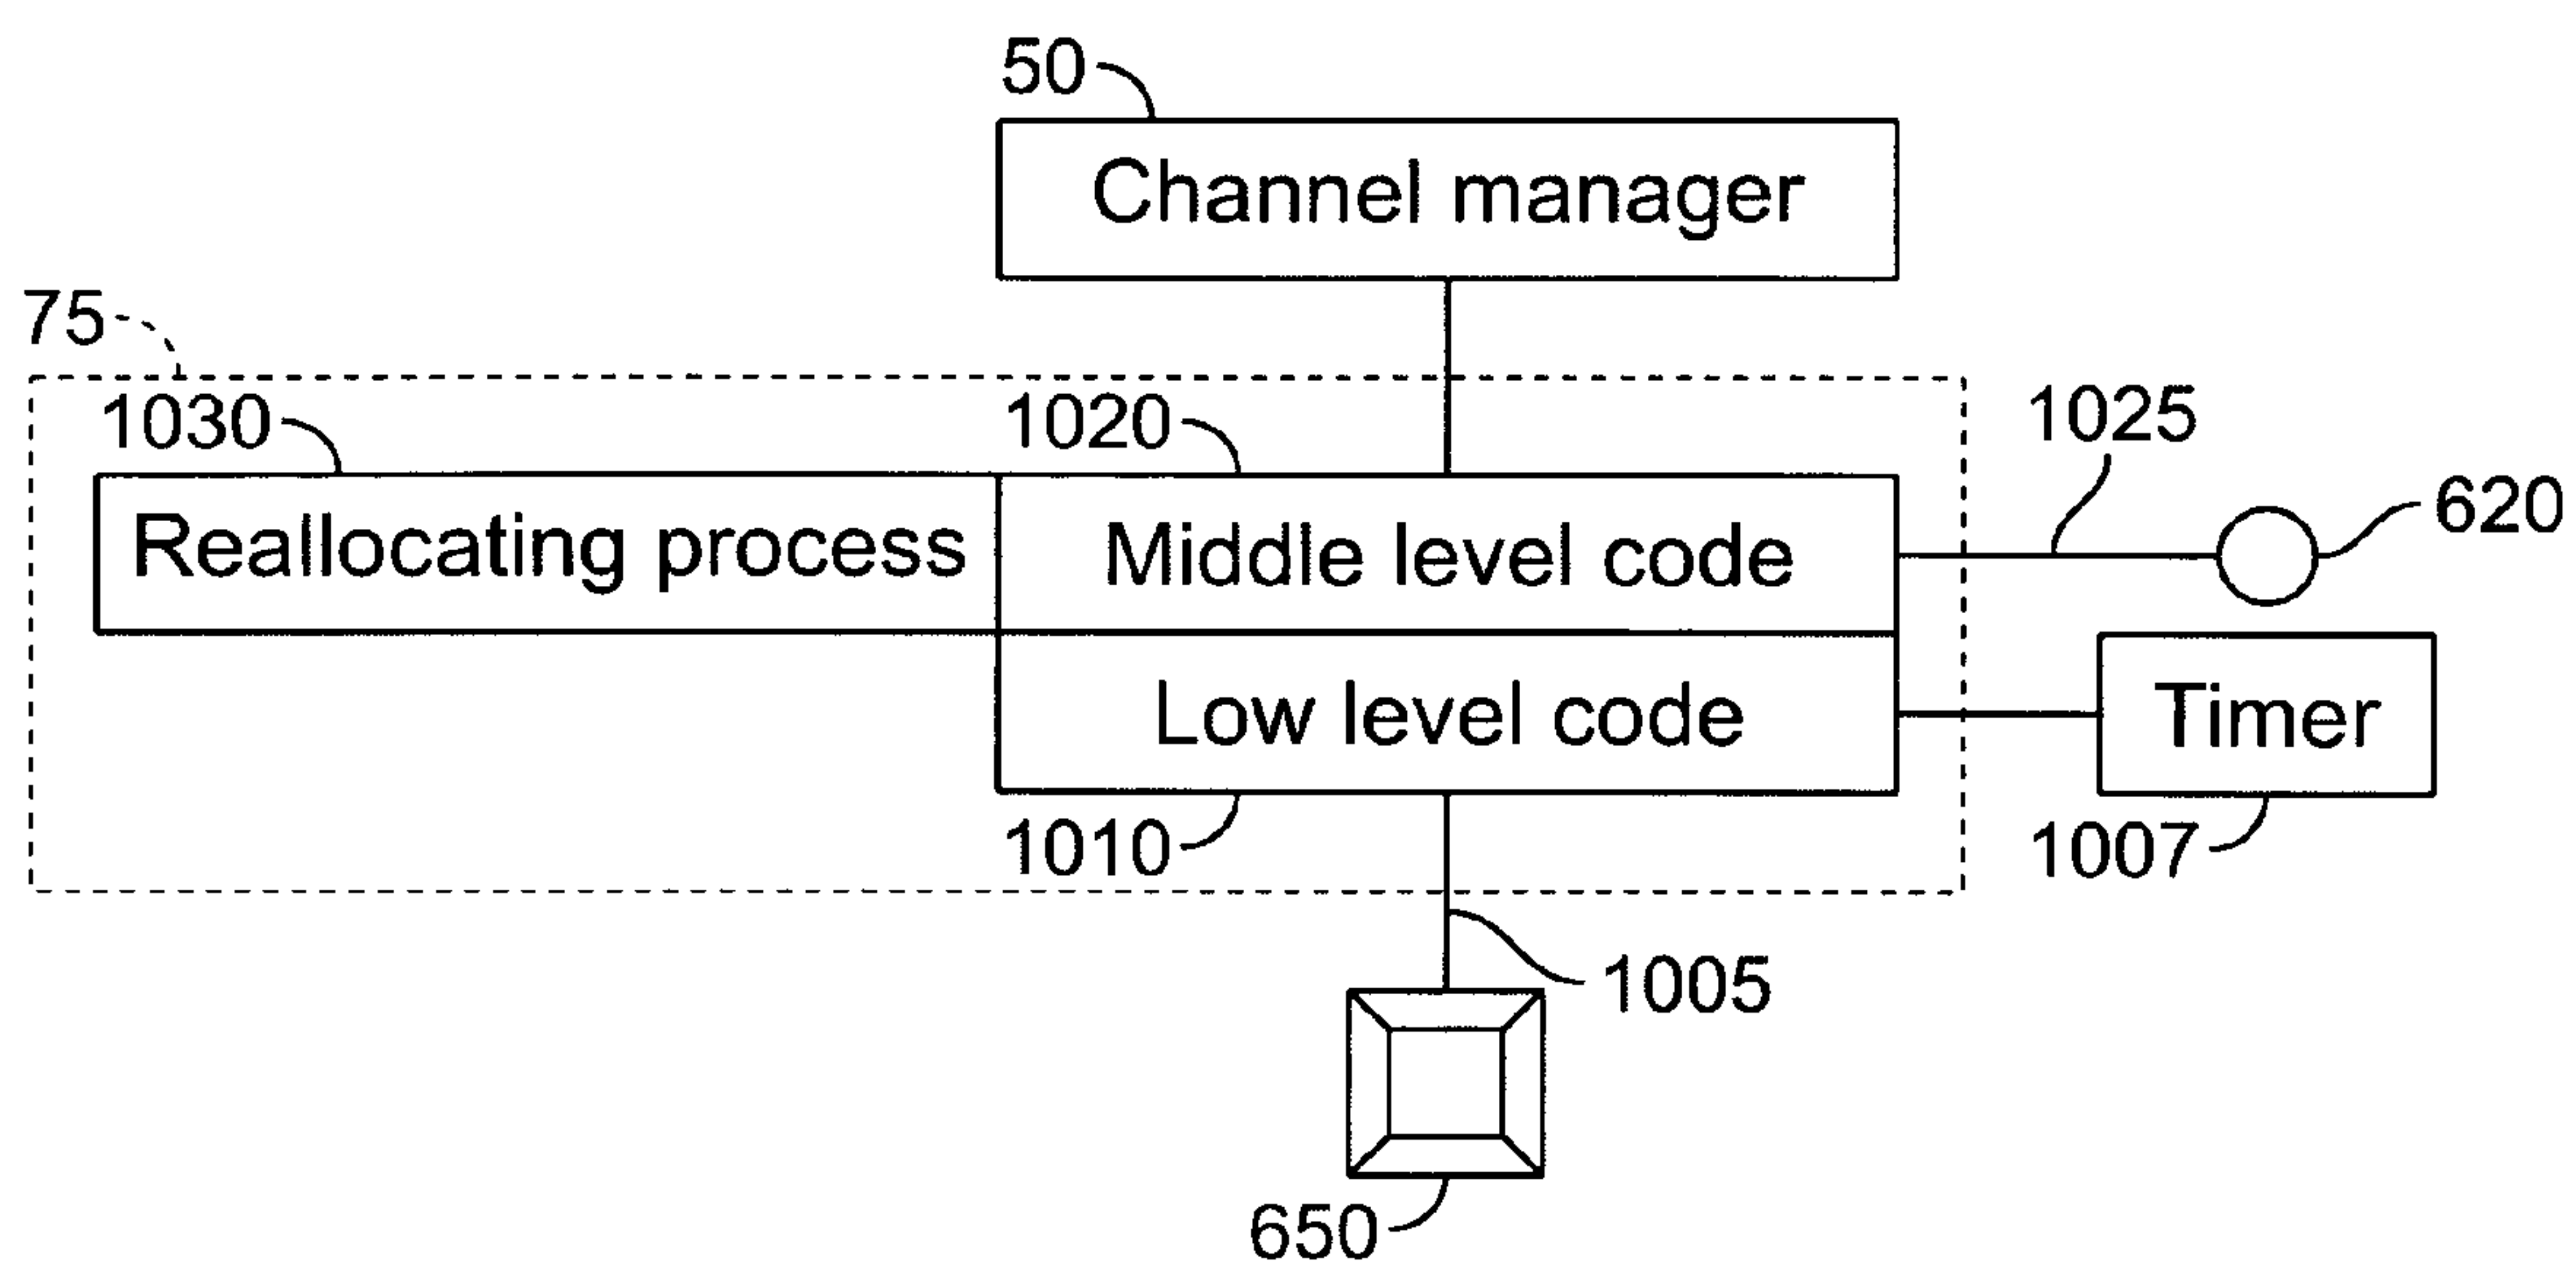 50
Channel manager
75
1030
1020
1025
Reallocating process
Middle level code
620
Low level code
Timer
1010
1007
1005
650